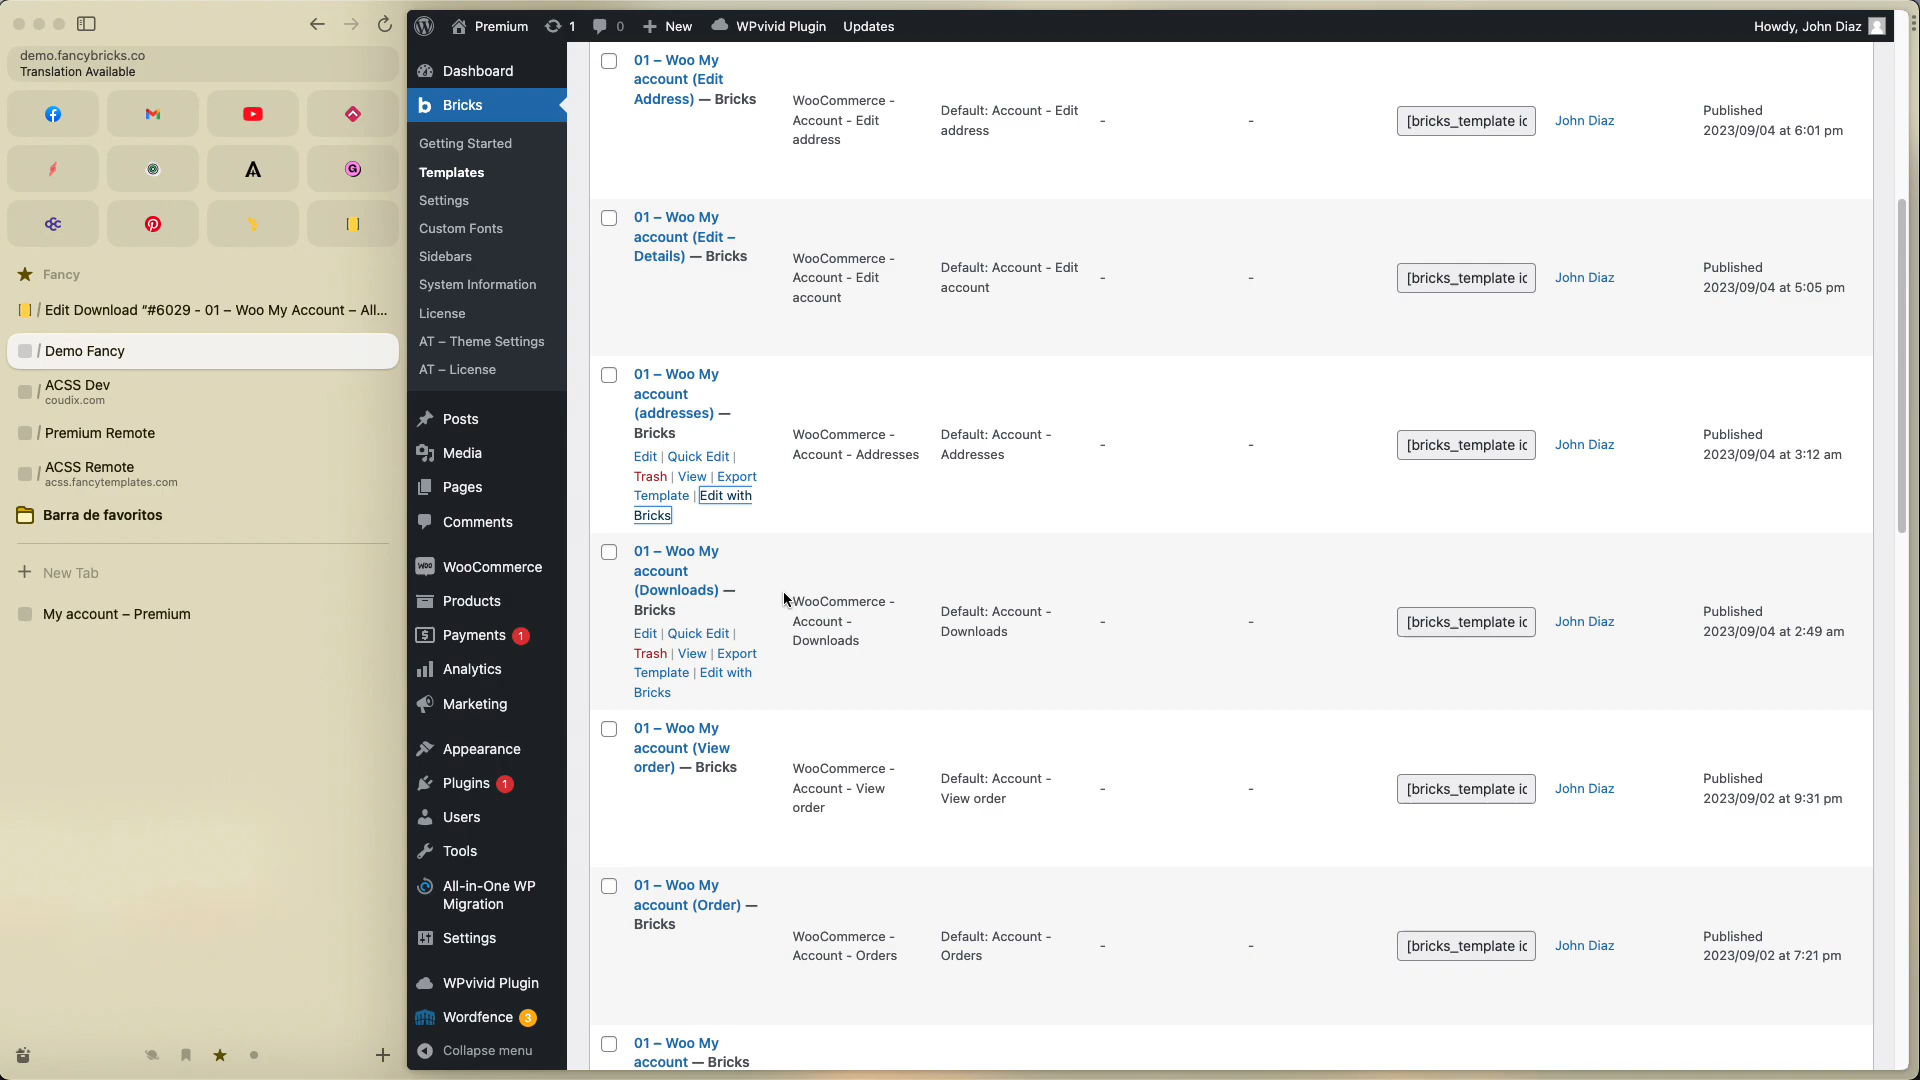 demo.fancybricks.co
Translation Available
Fancy
/ Edit Download “#6029 - 01 – Woo My Account – All...
/ Demo Fancy
/ ACSS Dev
coudix.com
/ Premium Remote
/ ACSS Remote
acss.fancytemplates.com
Barra de favoritos
New Tab
My account – Premium
Premium
1
0
New
WPvivid Plugin
Updates
Howdy, John Diaz
Dashboard
Bricks
Getting Started
Templates
Settings
Custom Fonts
Sidebars
System Information
License
AT – Theme Settings
AT – License
Posts
Media
Pages
Comments
WooCommerce
Products
Payments 1
Analytics
Marketing
Appearance
Plugins 1
Users
Tools
All-in-One WP
Migration
Settings
WPvivid Plugin
Wordfence 3
Collapse menu
01 – Woo My
account (Edit
Address) — Bricks
WooCommerce -
Account - Edit
address
Default: Account - Edit
address
-
-
[bricks_template ic
John Diaz
Published
2023/09/04 at 6:01 pm
01 – Woo My
account (Edit –
Details) — Bricks
WooCommerce -
Account - Edit
account
Default: Account - Edit
account
-
-
[bricks_template ic
John Diaz
Published
2023/09/04 at 5:05 pm
01 – Woo My
account
(addresses) —
Bricks
Edit | Quick Edit |
Trash | View | Export
Template | Edit with
Bricks
WooCommerce -
Account - Addresses
Default: Account -
Addresses
-
-
[bricks_template ic
John Diaz
Published
2023/09/04 at 3:12 am
01 – Woo My
account
(Downloads) —
Bricks
Edit | Quick Edit |
Trash | View | Export
Template | Edit with
Bricks
WooCommerce -
Account -
Downloads
Default: Account -
Downloads
-
-
[bricks_template ic
John Diaz
Published
2023/09/04 at 2:49 am
01 – Woo My
account (View
order) — Bricks
WooCommerce -
Account - View
order
Default: Account -
View order
-
-
[bricks_template ic
John Diaz
Published
2023/09/02 at 9:31 pm
01 – Woo My
account (Order) —
Bricks
WooCommerce -
Account - Orders
Default: Account -
Orders
-
-
[bricks_template ic
John Diaz
Published
2023/09/02 at 7:21 pm
01 – Woo My
account — Bricks